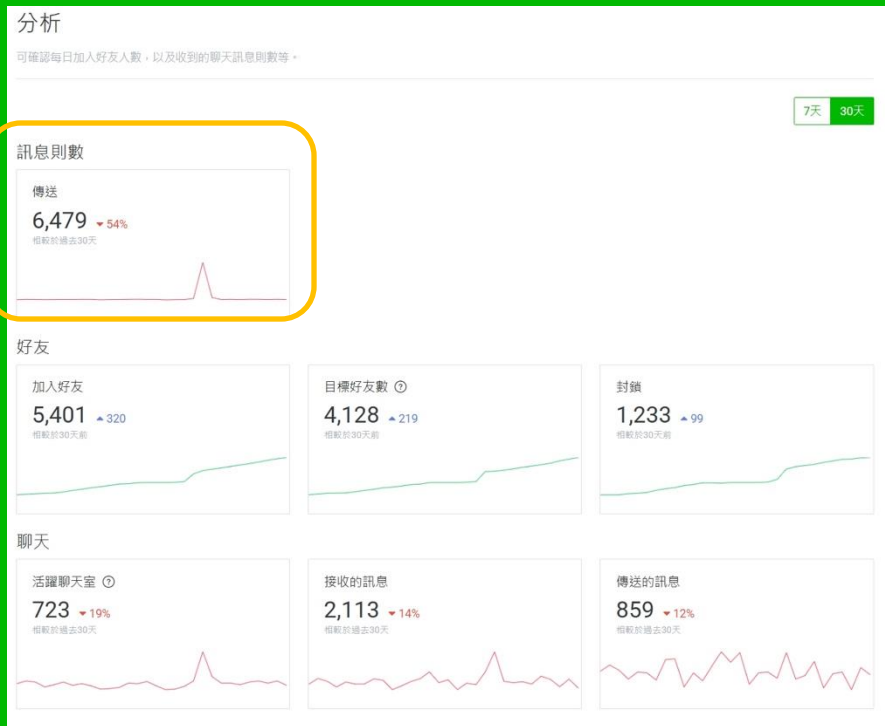 分析
可確認每日加入好友人數，以及收到的聊天訊息則數等。
7天 30天
訊息則數
傳送
6,479 ▼ 54%
相較於過去30天
好友
加入好友 目標好友數 ? 封鎖
5,401 ▲ 320 4,128 ▲ 219 1,233 ▲ 99
相較於30天前 相較於30天前 相較於30天前
聊天
活躍聊天室 ? 接收的訊息 傳送的訊息
723 ▼ 19% 2,113 ▼ 14% 859 ▼ 12%
相較於過去30天 相較於過去30天 相較於過去30天